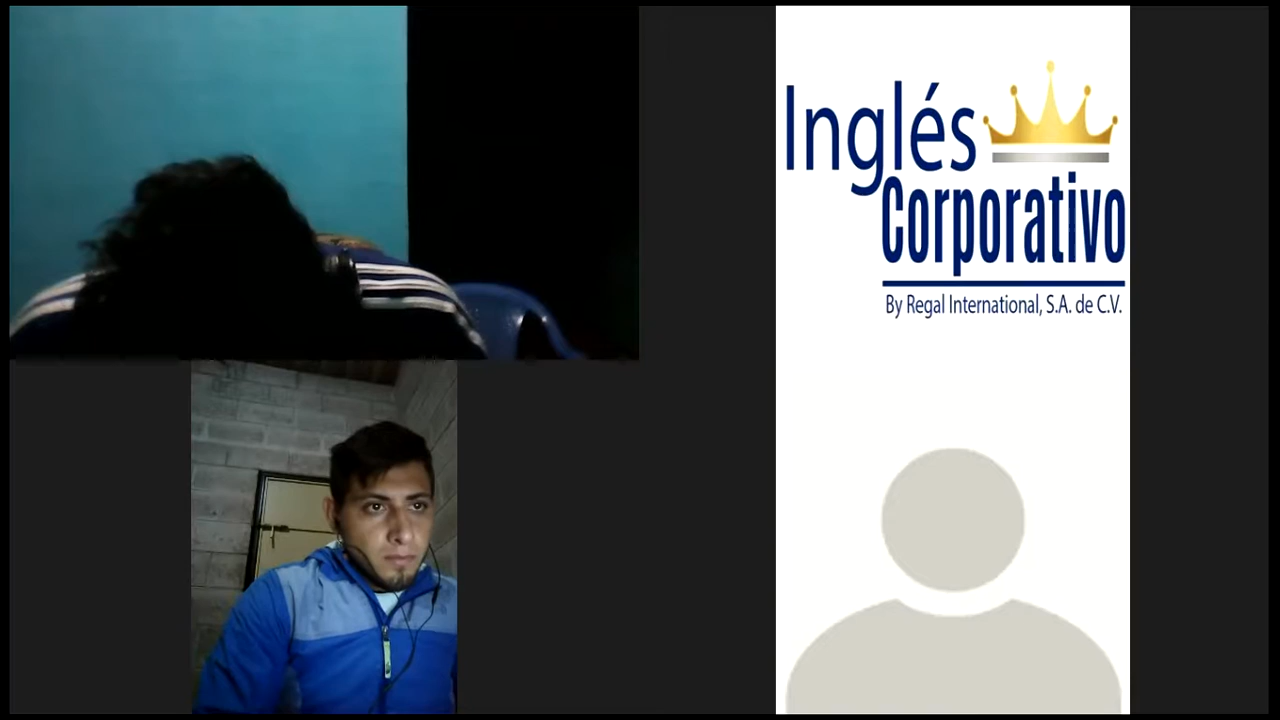 Inglés
Corporativo
By Regal International, S.A. de C.V.